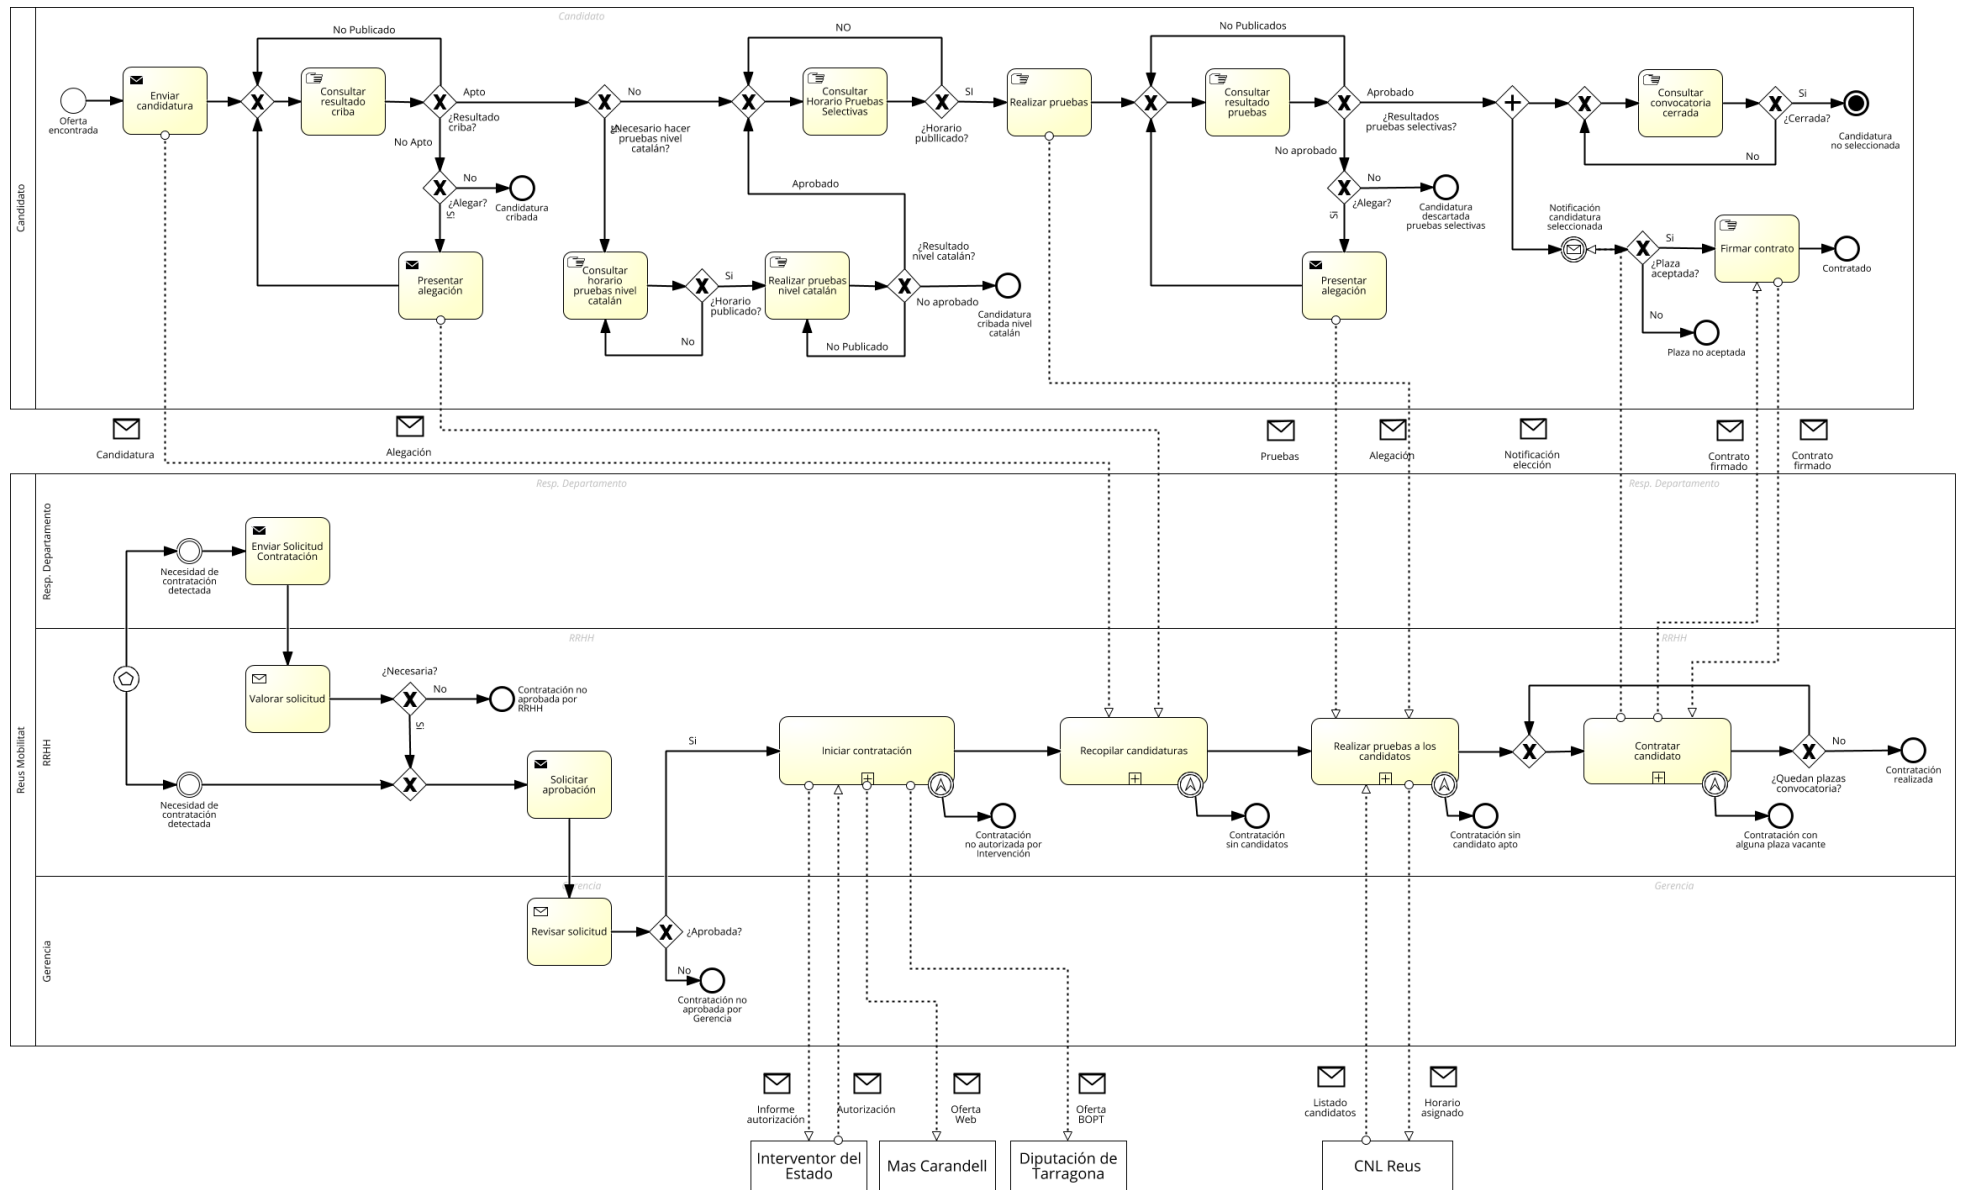 Candidato
Candidato
Oferta
encontrada
Enviar
candidatura
No Publicado
Consultar
resultado
criba
Apto
¿Resultado
criba?
No Apto
No
¿Alegar?
Si
Candidatura
cribada
Presentar
alegación
No
¿Necesario hacer
pruebas nivel
catalán?
Consultar
horario
pruebas nivel
catalán
Si
¿Horario
publicado?
No
Realizar pruebas
nivel catalán
No Publicado
Aprobado
¿Resultado
nivel catalán?
No aprobado
Candidatura
cribada nivel
catalán
NO
Consultar
Horario Pruebas
Selectivas
SI
¿Horario
publlicado?
Realizar pruebas
No Publicados
Consultar
resultado
pruebas
Aprobado
¿Resultados
pruebas selectivas?
No aprobado
No
¿Alegar?
SI
Candidatura
descartada
pruebas selectivas
Presentar
alegación
Consultar
convocatoria
cerrada
Si
¿Cerrada?
No
Candidatura
no seleccionada
Notificación
candidatura
seleccionada
Si
¿Plaza
aceptada?
No
Plaza no aceptada
Firmar contrato
Contratado
Candidatura
Alegación
Pruebas
Alegación
Notificación
elección
Contrato
firmado
Contrato
firmado
Reus Mobilitat
Resp. Departamento
Resp. Departamento
Resp. Departamento
Necesidad de
contratación
detectada
Enviar Solicitud
Contratación
RRHH
RRHH
RRHH
Valorar solicitud
¿Necesaria?
No
Contratación no
aprobada por
RRHH
Si
Necesidad de
contratación
detectada
Solicitar
aprobación
Si
Iniciar contratación
Contratación
no autorizada por
Intervención
Recopilar candidaturas
Contratación
sin candidatos
Realizar pruebas a los
candidatos
Contratación sin
candidato apto
Contratar
candidato
Contratación con
alguna plaza vacante
No
¿Quedan plazas
convocatoria?
Contratación
realizada
Gerencia
Gerencia
Gerencia
Revisar solicitud
¿Aprobada?
No
Contratación no
aprobada por
Gerencia
Informe
autorización
Autorización
Oferta
Web
Oferta
BOPT
Listado
candidatos
Horario
asignado
Interventor del
Estado
Mas Carandell
Diputación de
Tarragona
CNL Reus